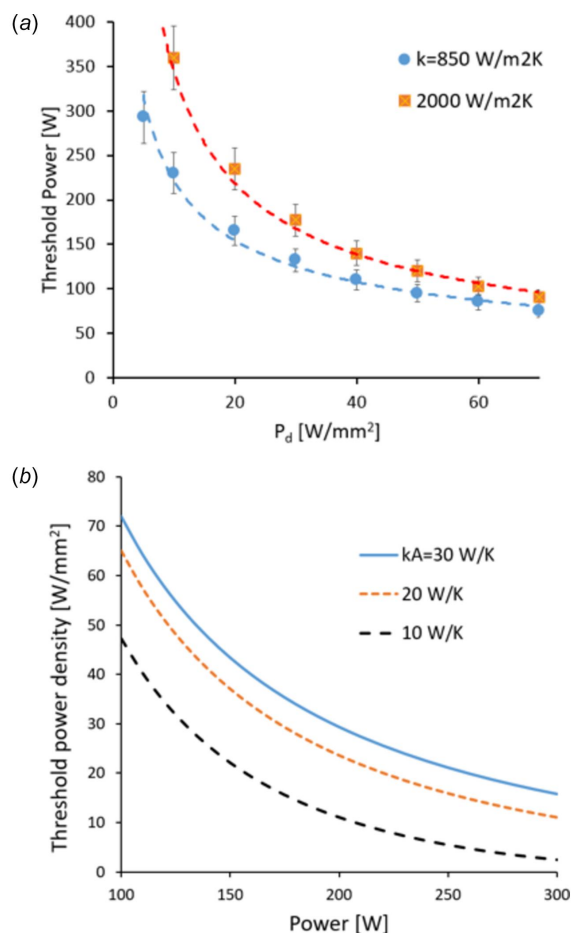 (a)
400
350
300
250
200
150
100
50
0
Threshold Power [W]
k=850 W/m2K
2000 W/m2K
0
20
40
60
P_d [W/mm²]
(b)
80
70
60
50
40
30
20
10
0
Threshold power density [W/mm²]
kA=30 W/K
20 W/K
10 W/K
100
150
200
250
300
Power [W]